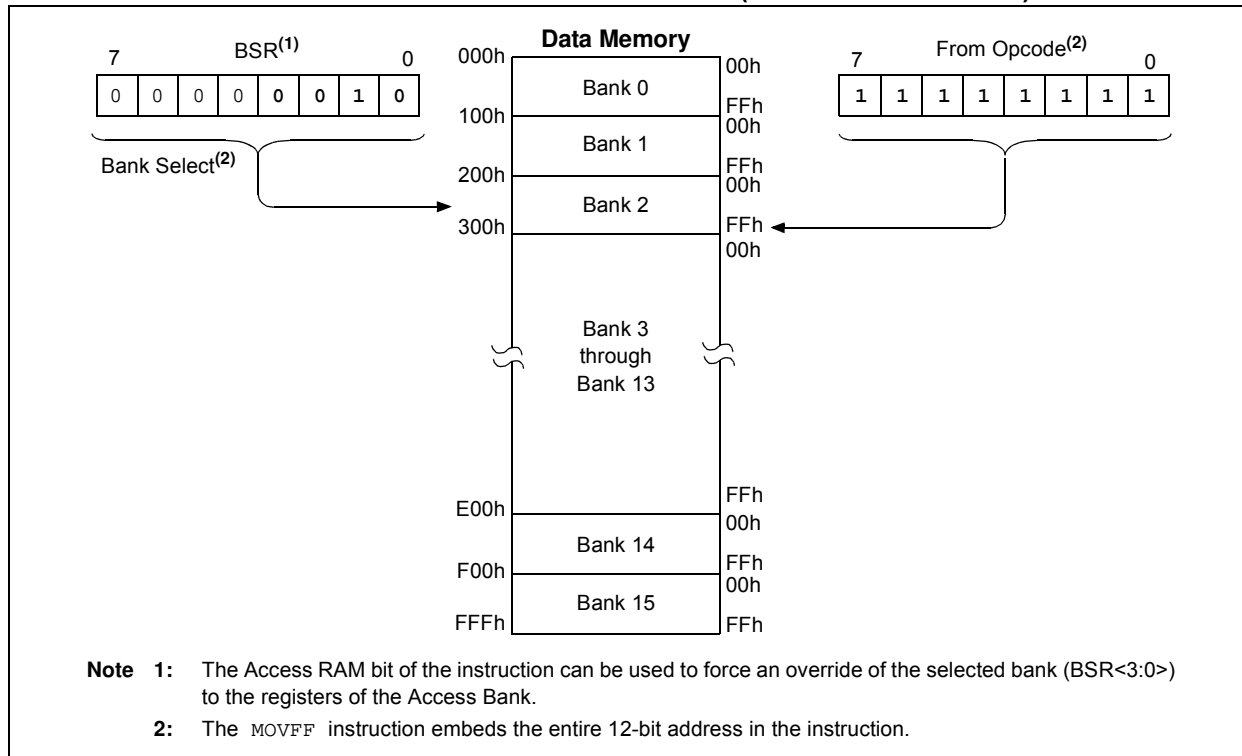 Data Memory
7 BSR(1) 0
0 0 0 0 0 0 1 0
Bank Select(2)
7 From Opcode(2) 0
1 1 1 1 1 1 1 1
000h
Bank 0
00h
FFh
100h
Bank 1
00h
FFh
200h
Bank 2
00h
FFh
300h
00h
Bank 3
through
Bank 13
FFh
E00h
Bank 14
00h
FFh
F00h
Bank 15
00h
FFFh
FFh
Note 1: The Access RAM bit of the instruction can be used to force an override of the selected bank (BSR<3:0>)
to the registers of the Access Bank.
2: The MOVFF instruction embeds the entire 12-bit address in the instruction.